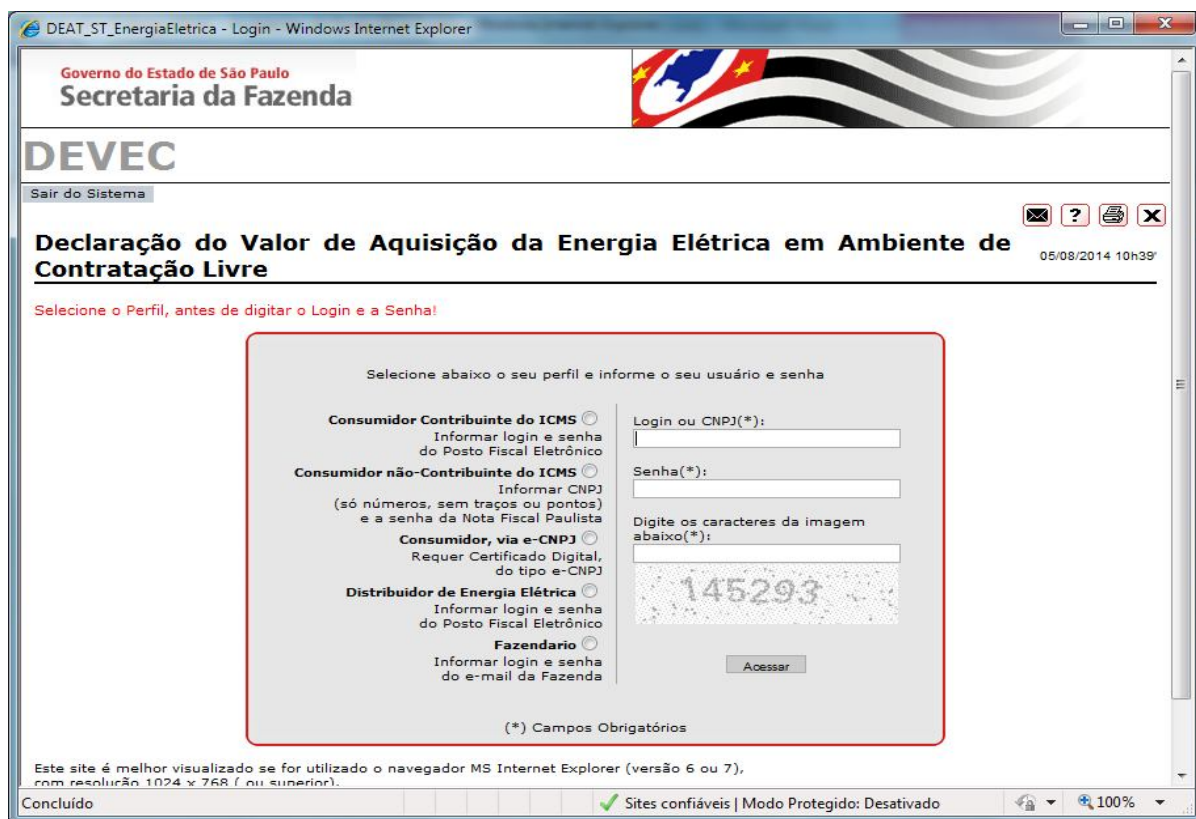 DEAT_ST_EnergiaEletrica - Login - Windows Internet Explorer
Governo do Estado de São Paulo
Secretaria da Fazenda
DEVEC
Sair do Sistema
Declaração do Valor de Aquisição da Energia Elétrica em Ambiente de
Contratação Livre
05/08/2014 10h39'
Selecione o Perfil, antes de digitar o Login e a Senha!
Selecione abaixo o seu perfil e informe o seu usuário e senha
Consumidor Contribuinte do ICMS
Informar login e senha
do Posto Fiscal Eletrônico
Consumidor não-Contribuinte do ICMS
Informar CNPJ
(só números, sem traços ou pontos)
e a senha da Nota Fiscal Paulista
Consumidor, via e-CNPJ
Requer Certificado Digital,
do tipo e-CNPJ
Distribuidor de Energia Elétrica
Informar login e senha
do Posto Fiscal Eletrônico
Fazendario
Informar login e senha
do e-mail da Fazenda
Login ou CNPJ(*):
Senha(*):
Digite os caracteres da imagem
abaixo(*):
145293
Acessar
(*) Campos Obrigatórios
Este site é melhor visualizado se for utilizado o navegador MS Internet Explorer (versão 6 ou 7),
com resolução 1024 x 768 ( ou superior).
Concluído
Sites confiáveis | Modo Protegido: Desativado
100%